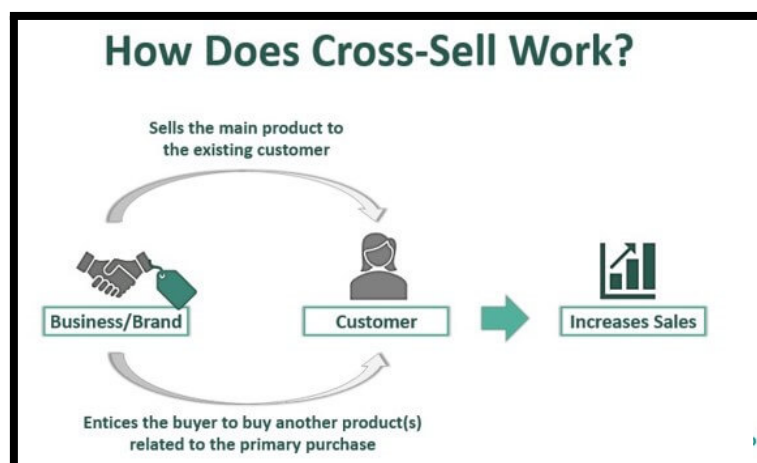 How Does Cross-Sell Work?
Sells the main product to
the existing customer
Business/Brand
Customer
Increases Sales
Entices the buyer to buy another product(s)
related to the primary purchase